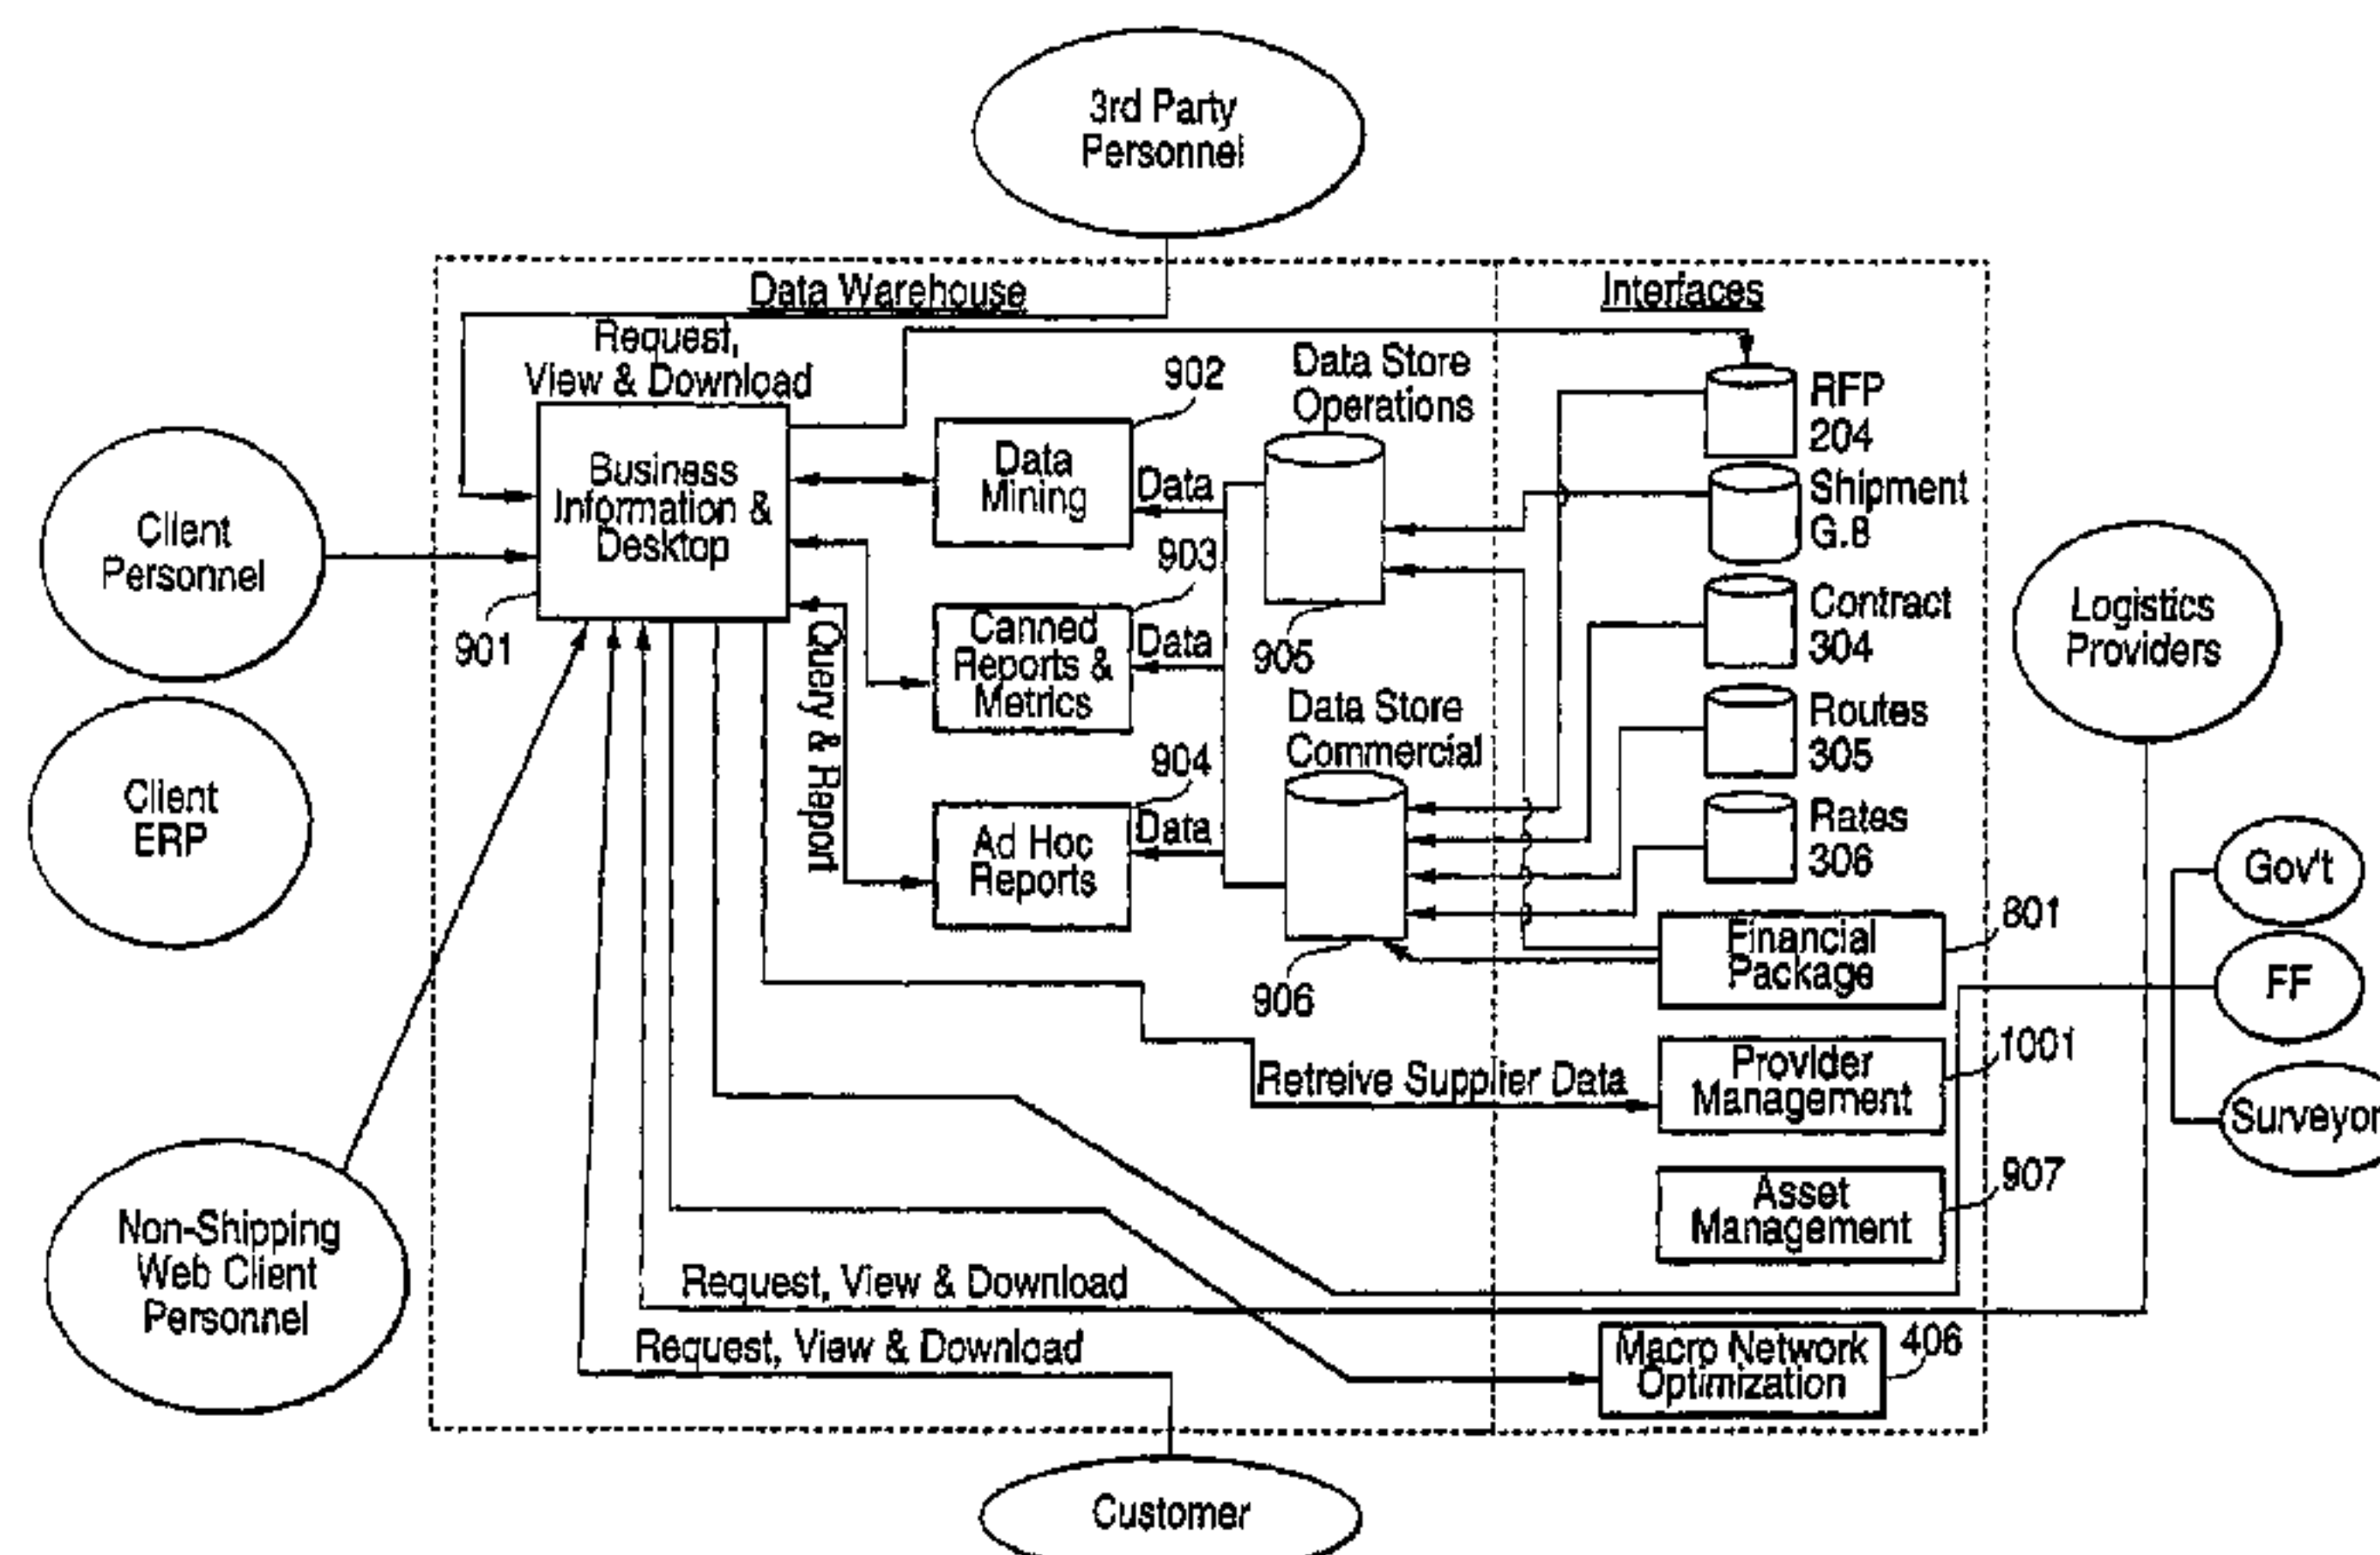 3rd Party
Personnel
Data Warehouse
Interfaces
Request,
View & Download
902
Data Store
Operations
RFP
204
Business
Information &
Desktop
Data
Mining
Data
Shipment
G.8
Client
Personnel
903
901
Canned
Reports &
Metrics
Data
905
Contract
304
Logistics
Providers
Query & Report
Data Store
Commercial
Routes
305
904
Client
ERP
Ad Hoc
Reports
Data
Rates
306
Gov't
801
Financial
Package
906
FF
Retreive Supplier Data
Provider
Management
1001
Surveyor
Asset
Management
907
Non-Shipping
Web Client
Personnel
Request, View & Download
Request, View & Download
Macro Network
Optimization
406
Customer